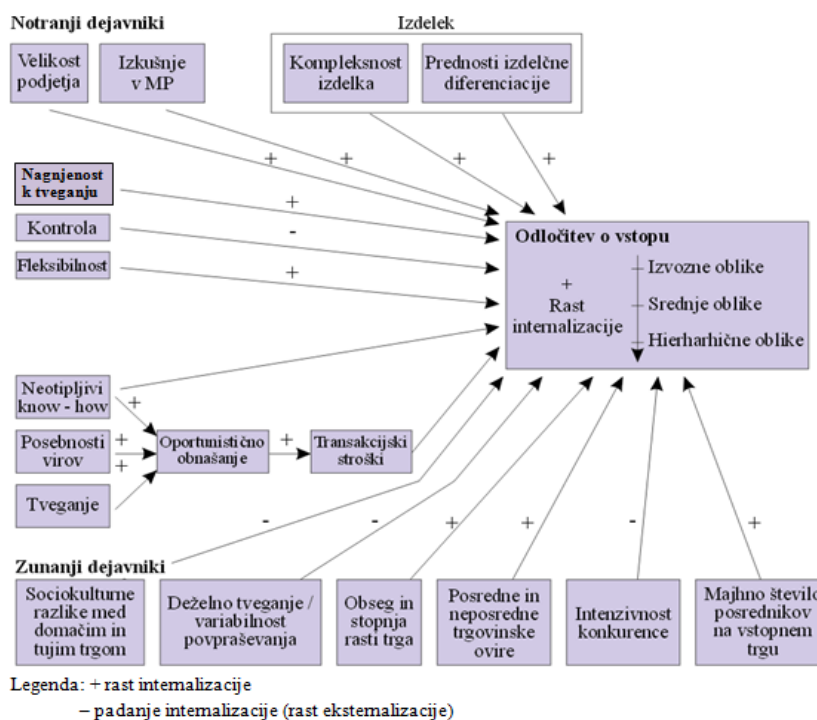 Notranji dejavniki
Izdelek
Velikost
podjetja
Izkušnje
v MP
Kompleksnost
izdelka
Prednosti izdelčne
diferenciacije
+
+
+
+
Nagnjenost
k tveganju
+
Kontrola
-
Fleksibilnost
+
Odločitev o vstopu
+
Rast
internalizacije
Izvozne oblike
Srednje oblike
Hierharhične oblike
Neotipljivi
know - how
+
Posebnosti
virov
+
+
Oportunistično
obnašanje
+
Transakcijski
stroški
Tveganje
-
-
+
+
-
+
Zunanji dejavniki
Sociokulturne
razlike med
domačim in
tujim trgom
Deželno tveganje /
variabilnost
povpraševanja
Obseg in
stopnja
rasti trga
Posredne in
neposredne
trgovinske
ovire
Intenzivnost
konkurence
Majhno število
posrednikov
na vstopnem
trgu
Legenda: + rast internalizacije
– padanje internalizacije (rast eksternalizacije)